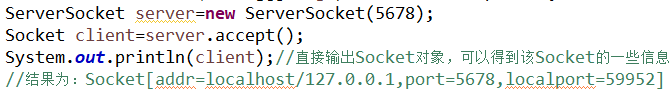 ServerSocket server=new ServerSocket(5678);
Socket client=server.accept();
System.out.println(client);//直接输出Socket对象，可以得到该Socket的一些信息
//结果为：Socket[addr=localhost/127.0.0.1,port=5678,localport=59952]